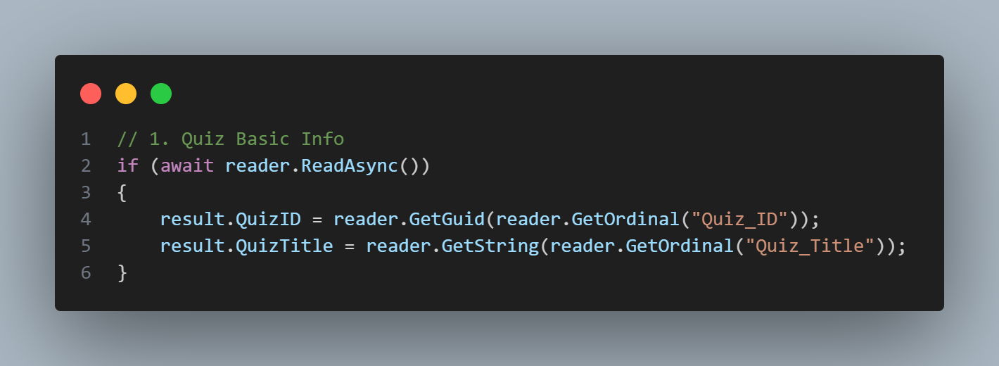 1 // 1. Quiz Basic Info
2 if (await reader.ReadAsync())
3 {
4     result.QuizID = reader.GetGuid(reader.GetOrdinal("Quiz_ID"));
5     result.QuizTitle = reader.GetString(reader.GetOrdinal("Quiz_Title"));
6 }